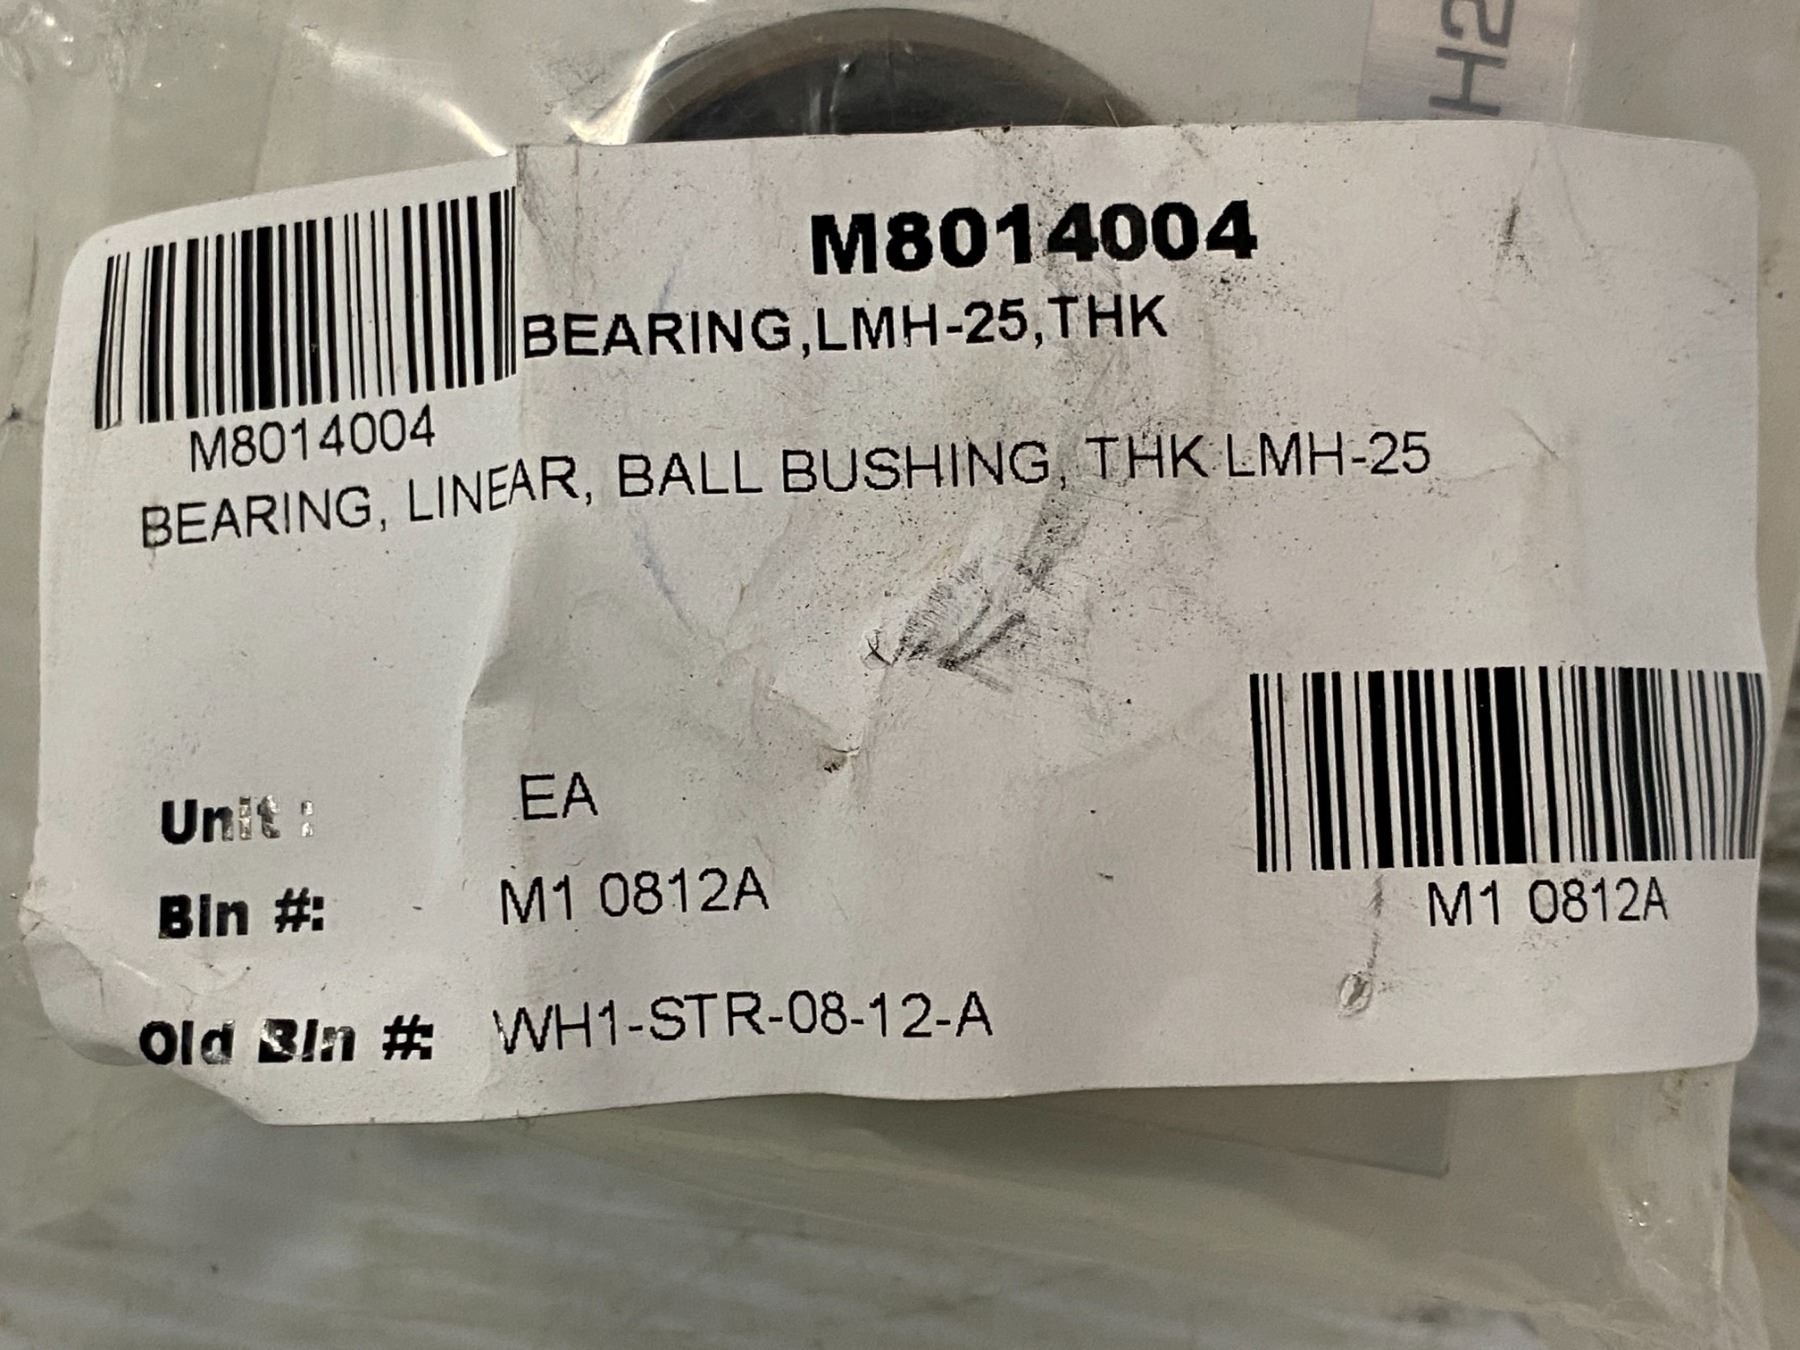 H2
M8014004
BEARING,LMH-25,THK
M8014004
BEARING, LINEAR, BALL BUSHING, THK LMH-25
Unit : EA
Bin #: M1 0812A
M1 0812A
Old Bin #: WH1-STR-08-12-A